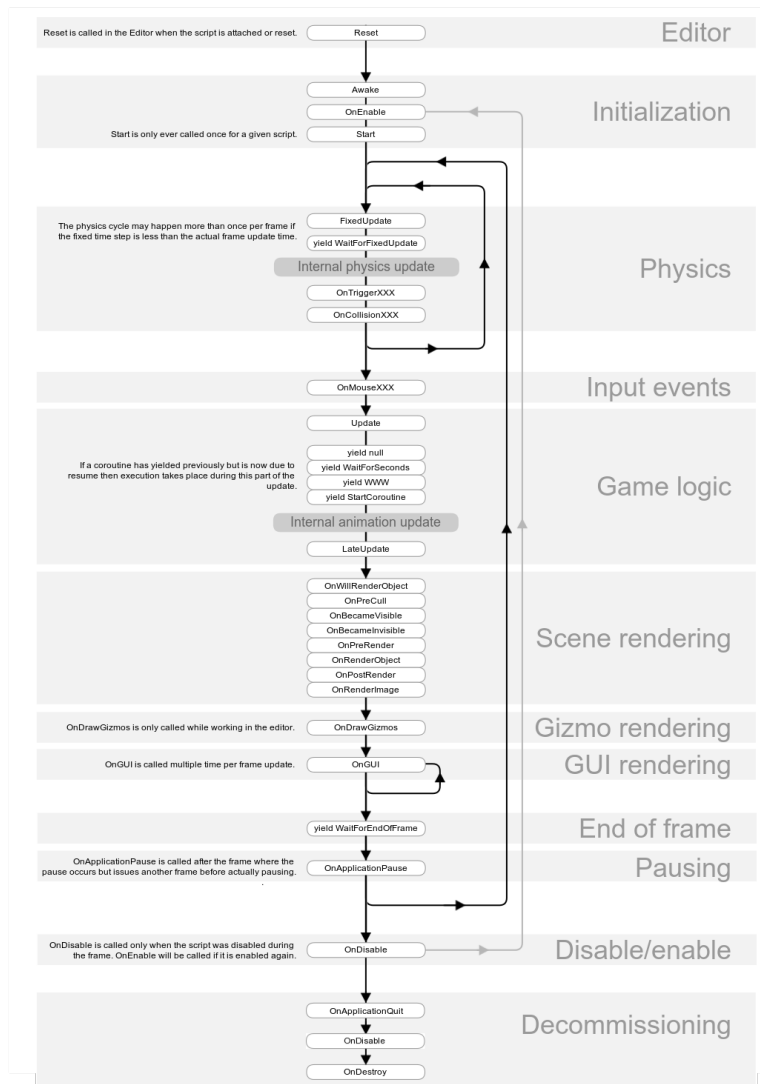 Reset is called in the Editor when the script is attached or reset.
Reset
Editor
Awake
OnEnable
Initialization
Start is only ever called once for a given script.
Start
The physics cycle may happen more than once per frame if
the fixed time step is less than the actual frame update time.
FixedUpdate
yield WaitForFixedUpdate
Internal physics update
Physics
OnTriggerXXX
OnCollisionXXX
OnMouseXXX
Input events
Update
If a coroutine has yielded previously but is now due to
resume then execution takes place during this part of the
update.
yield null
yield WaitForSeconds
yield WWW
yield StartCoroutine
Game logic
Internal animation update
LateUpdate
OnWillRenderObject
OnPreCull
OnBecameVisible
OnBecameInvisible
OnPreRender
OnRenderObject
OnPostRender
OnRenderImage
Scene rendering
OnDrawGizmos is only called while working in the editor.
OnDrawGizmos
Gizmo rendering
OnGUI is called multiple time per frame update.
OnGUI
GUI rendering
yield WaitForEndOfFrame
End of frame
OnApplicationPause is called after the frame where the
pause occurs but issues another frame before actually pausing.
.
OnApplicationPause
Pausing
OnDisable is called only when the script was disabled during
the frame. OnEnable will be called if it is enabled again.
OnDisable
Disable/enable
OnApplicationQuit
Decommissioning
OnDisable
OnDestroy